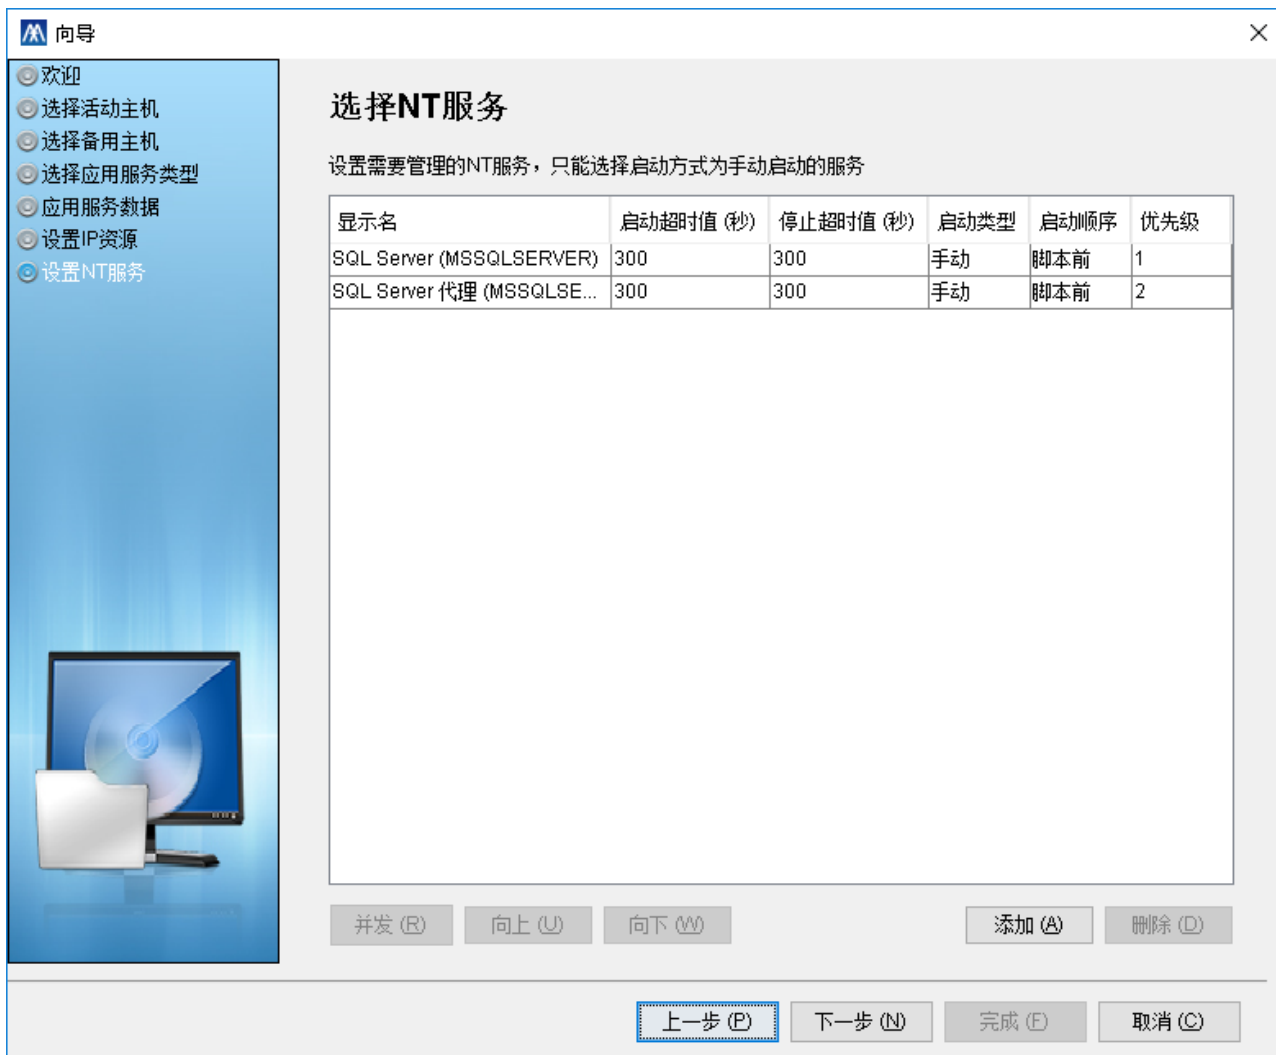 向导
欢迎
选择活动主机
选择备用主机
选择应用服务类型
应用服务数据
设置IP资源
设置NT服务
选择NT服务
设置需要管理的NT服务，只能选择启动方式为手动启动的服务
显示名 启动超时值 (秒) 停止超时值 (秒) 启动类型 启动顺序 优先级
SQL Server (MSSQLSERVER) 300 300 手动 脚本前 1
SQL Server 代理 (MSSQLSE... 300 300 手动 脚本前 2
并发 (R) 向上 (U) 向下 (W) 添加 (A) 删除 (D)
上一步 (P) 下一步 (N) 完成 (F) 取消 (C)